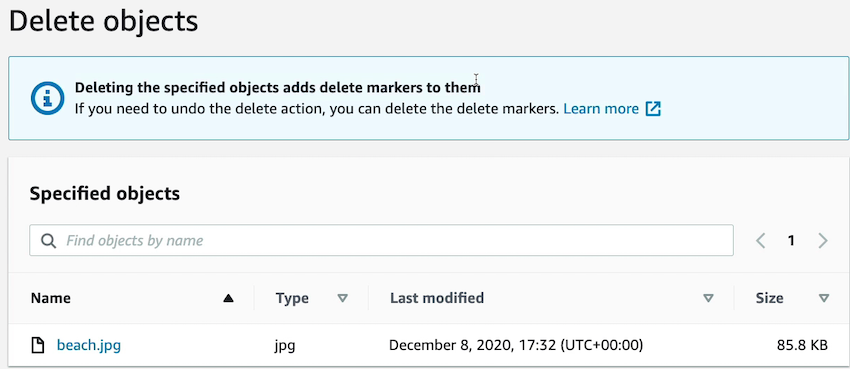 Delete objects
Deleting the specified objects adds delete markers to them
If you need to undo the delete action, you can delete the delete markers. Learn more
Specified objects
Find objects by name
1
Name Type Last modified Size
beach.jpg jpg December 8, 2020, 17:32 (UTC+00:00) 85.8 KB